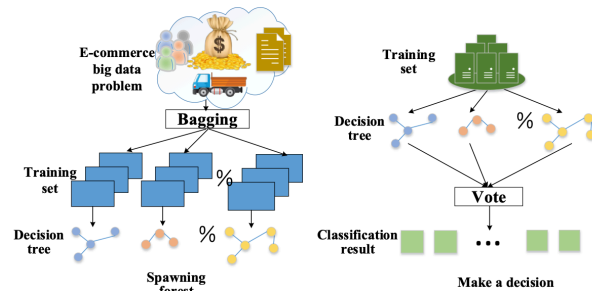 E-commerce
big data
problem
$
Bagging
Training
set
%
Decision
tree
%
Spawning
forest
Training
set
Decision
tree
%
Vote
Classification
result
...
Make a decision